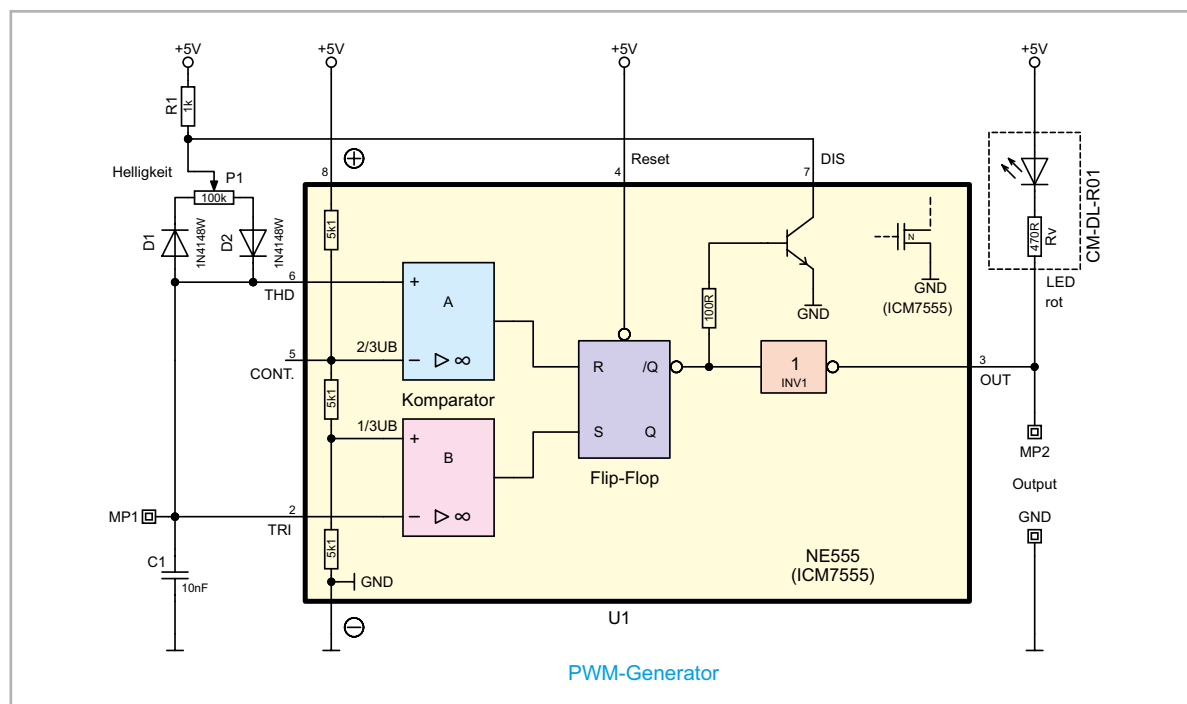 +5V
+5V
+5V
+5V
R1
1k
Reset
DIS
8
4
7
Helligkeit
P1
100k
D1
1N4148W
D2
1N4148W
5k1
N
GND
(ICM7555)
GND
470R
Rv
CM-DL-R01
LED
rot
6
THD
+
A
100R
5
CONT.
2/3UB
–
▷ ∞
Komparator
5k1
1/3UB
+
B
–
▷ ∞
R
/Q
S
Q
Flip-Flop
1
INV1
3
OUT
MP2
Output
GND
MP1
2
TRI
5k1
C1
10nF
GND
NE555
(ICM7555)
U1
PWM-Generator